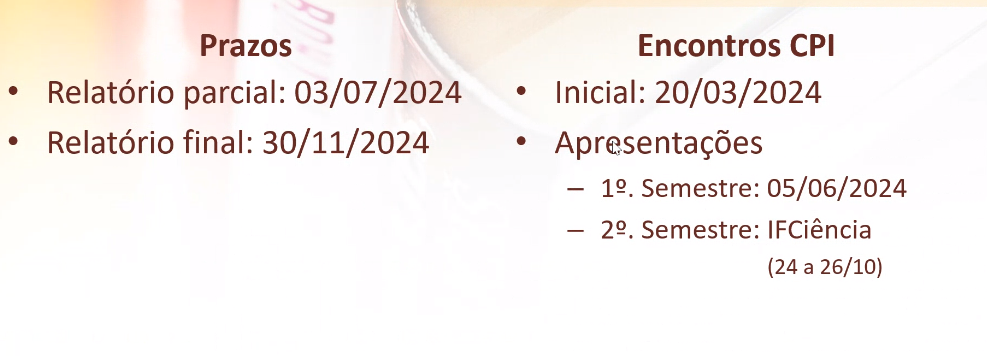 Prazos
• Relatório parcial: 03/07/2024
• Relatório final: 30/11/2024
Encontros CPI
• Inicial: 20/03/2024
• Apresentações
– 1º. Semestre: 05/06/2024
– 2º. Semestre: IFCiência
(24 a 26/10)